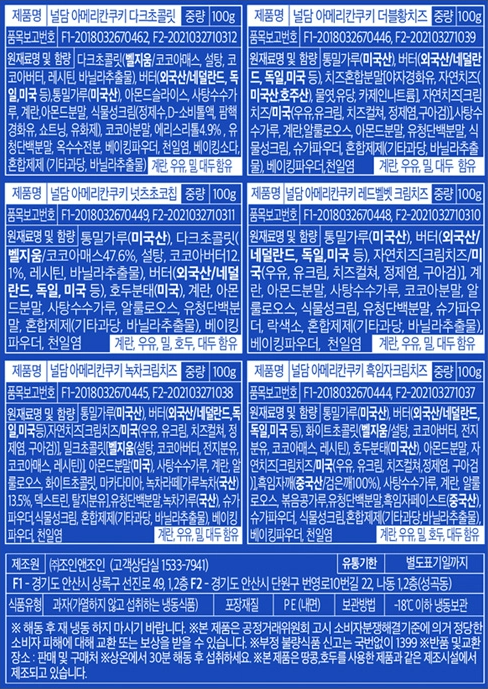 제품명 널담 아메리칸쿠키 다크초콜릿 중량 100g
품목보고번호 F1-2018032670462, F2-2021032710312
원재료명 및 함량 다크초콜릿(벨지움/코코아매스, 설탕, 코
코아버터, 레시틴, 바닐라추출물), 버터(외국산/네덜란드, 독
일, 미국 등),통밀가루(미국산), 아몬드슬라이스, 사탕수수가
루, 계란, 아몬드분말, 식물성크림(정제수, D-소비톨액, 팜핵
경화유, 쇼트닝, 유화제), 코코아분말, 에리스리톨4.9%, 유
청단백분말, 옥수수전분, 베이킹파우더, 천일염, 베이킹소다,
혼합제제 (기타과당, 바닐라추출물) 계란, 우유, 밀, 대두 함유
제품명 널담 아메리칸쿠키 더블황치즈 중량 100g
품목보고번호 F1-2018032670446, F2-2021032711039
원재료명 및 함량 통밀가루(미국산), 버터(외국산/네덜
란드, 독일, 미국 등) 치즈혼합분말[야자경화유, 자연치즈(
미국산,호주산) 물엿,유당, 카제인나트륨], 자연치즈[크림
치즈/미국(우유,유크림, 치즈컬쳐, 정제염, 구아검)],사탕수수
가루, 계란,알룰로오스, 아몬드분말, 유청단백분말, 식
물성크림, 슈가파우더, 혼합제제(기타과당, 바닐라추출
물), 베이킹파우더,천일염 계란, 우유, 밀, 대두 함유
제품명 널담 아메리칸쿠키 넛츠초코칩 중량 100g
품목보고번호 F1-2018032670449, F2-2021032710311
원재료명 및 함량 통밀가루(미국산), 다크초콜릿(
벨지움/코코아매스47.6%, 설탕, 코코아버터12.
1%, 레시틴, 바닐라추출물), 버터(외국산/네덜
란드, 독일, 미국 등), 호두분태(미국), 계란, 아몬
드분말, 사탕수수가루, 알룰로오스, 유청단백분
말, 혼합제제(기타과당, 바닐라추출물), 베이킹
파우더, 천일염 계란, 우유, 밀, 호두, 대두 함유
제품명 널담 아메리칸쿠키 레드벨벳 크림치즈 중량 100g
품목보고번호 F1-2018032670448, F2-2021032710310
원재료명 및 함량 통밀가루(미국산), 버터(외국산/
네덜란드, 독일, 미국 등), 자연치즈[크림치즈/미
국(우유, 유크림, 치즈컬쳐, 정제염, 구아검)], 계
란, 아몬드분말, 사탕수수가루, 코코아분말, 알
룰로오스, 식물성크림, 유청단백분말, 슈가파우
더, 락색소, 혼합제제(기타과당, 바닐라추출물),
베이킹파우더, 천일염 계란, 우유, 밀, 대두 함유
제품명 널담 아메리칸쿠키 녹차크림치즈 중량 100g
품목보고번호 F1-2018032670445, F2-2021032711038
원재료명 및 함량 통밀가루(미국산), 버터(외국산/네덜란드,독
일,미국 등),자연치즈[크림치즈/미국(우유, 유크림, 치즈컬쳐, 정
제염, 구아검)], 밀크초콜릿[벨지움(설탕, 코코아버터, 전지분유,
코코아매스, 레시틴)], 아몬드분말(미국), 사탕수수가루, 계란, 알
룰로오스, 화이트초콜릿, 마카다미아, 녹차라떼가루녹차(국산)
13.5%, 덱스트린, 탈지분유],유청단백분말,녹차가루(국산), 슈가
파우더,식물성크림, 혼합제제(기타과당,바닐라추출물), 베이킹
파우더, 천일염 계란, 우유, 밀, 대두 함유
제품명 널담 아메리칸쿠키 흑임자크림치즈 중량 100g
품목보고번호 F1-2018032670444, F2-2021032711037
원재료명 및 함량 통밀가루(미국산), 버터(외국산/네덜란드,
독일, 미국 등), 화이트초콜릿[벨지움/설탕, 코코아버터, 전지
분유, 코코아매스, 레시틴], 호두분태(미국산), 아몬드분말, 자
연치즈[크림치즈/미국(우유, 유크림, 치즈컬쳐,정제염, 구아검
)],흑임자깨(중국산/검은깨100%), 사탕수수가루, 계란, 알룰
로오스, 볶음콩가루,유청단백분말,흑임자페이스트(중국산),
슈가파우더,식물성크림, 혼합제제(기타과당,바닐라추출물),베
이킹파우더, 천일염 계란, 우유, 밀, 호두, 대두 함유
제조원 ㈜조인앤조인 (고객상담실 1533-7941) 유통기한 별도표기일까지
F1 - 경기도 안산시 상록구 선진로 49, 1,2층 F2 - 경기도 안산시 단원구 번영로10번길 22, 나동 1,2층(성곡동)
식품유형 과자(가열하지 않고 섭취하는 냉동식품) 포장재질 PE (내면) 보관방법 -18℃ 이하 냉동보관
※ 해동 후 재 냉동 하지 마시기 바랍니다. ※본 제품은 공정거래위원회 고시 소비자분쟁해결기준에 의거 정당한
소비자 피해에 대해 교환 또는 보상을 받을 수 있습니다. ※부정 불량식품 신고는 국번없이 1399 ※반품 및교환
장소 : 판매 및 구매처 ※상온에서 30분 해동 후 섭취하세요. ※본 제품은 땅콩,호두를 사용한 제품과 같은 제조시설에서
제조되고 있습니다.